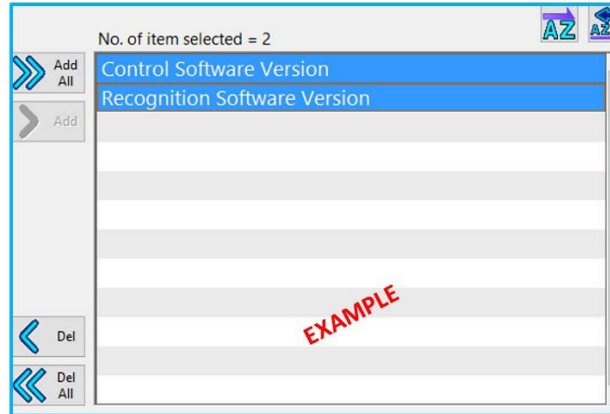 No. of item selected = 2
AZ
AZ
Add All
Control Software Version
Add
Recognition Software Version
EXAMPLE
Del
Del All